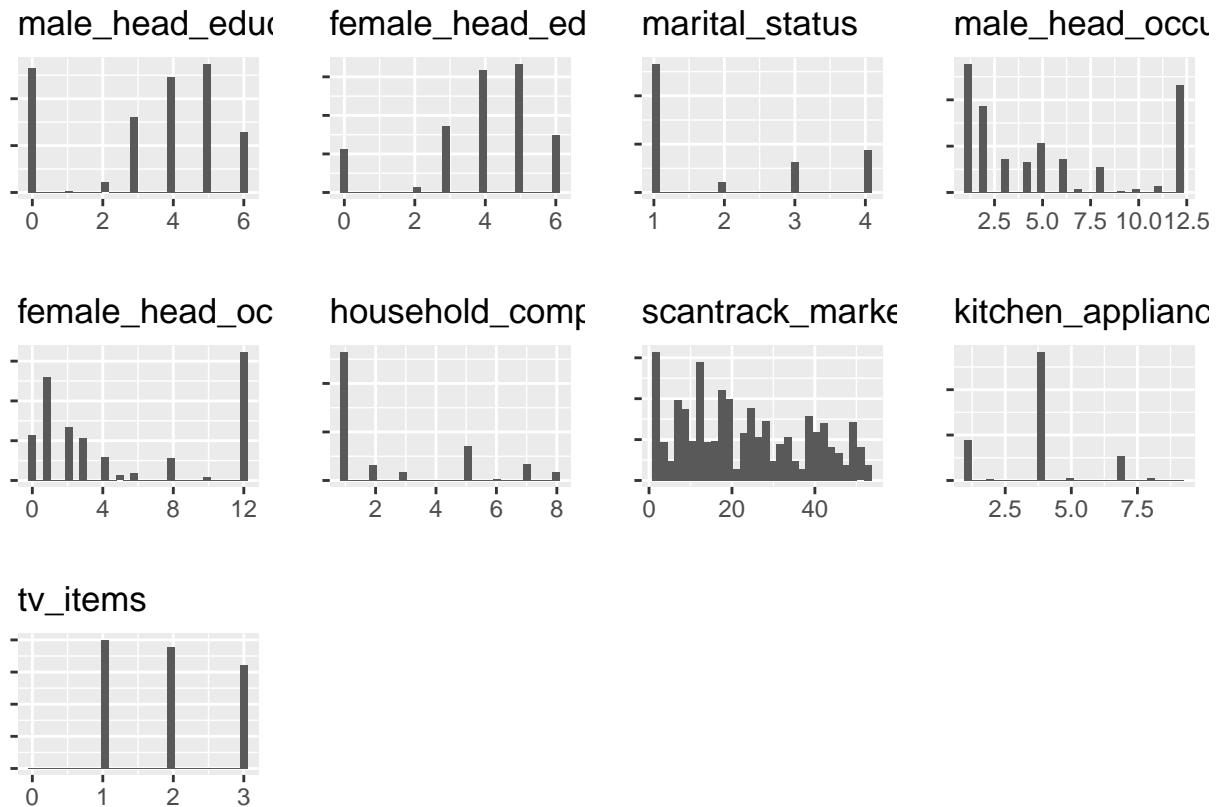 male_head_educ female_head_ed marital_status male_head_occu
0 2 4 6 0 2 4 6 1 2 3 4 2.5 5.0 7.5 10.0 12.5
female_head_oc household_comp scantrack_marke kitchen_applianc
0 4 8 12 2 4 6 8 0 20 40 2.5 5.0 7.5
tv_items
0 1 2 3